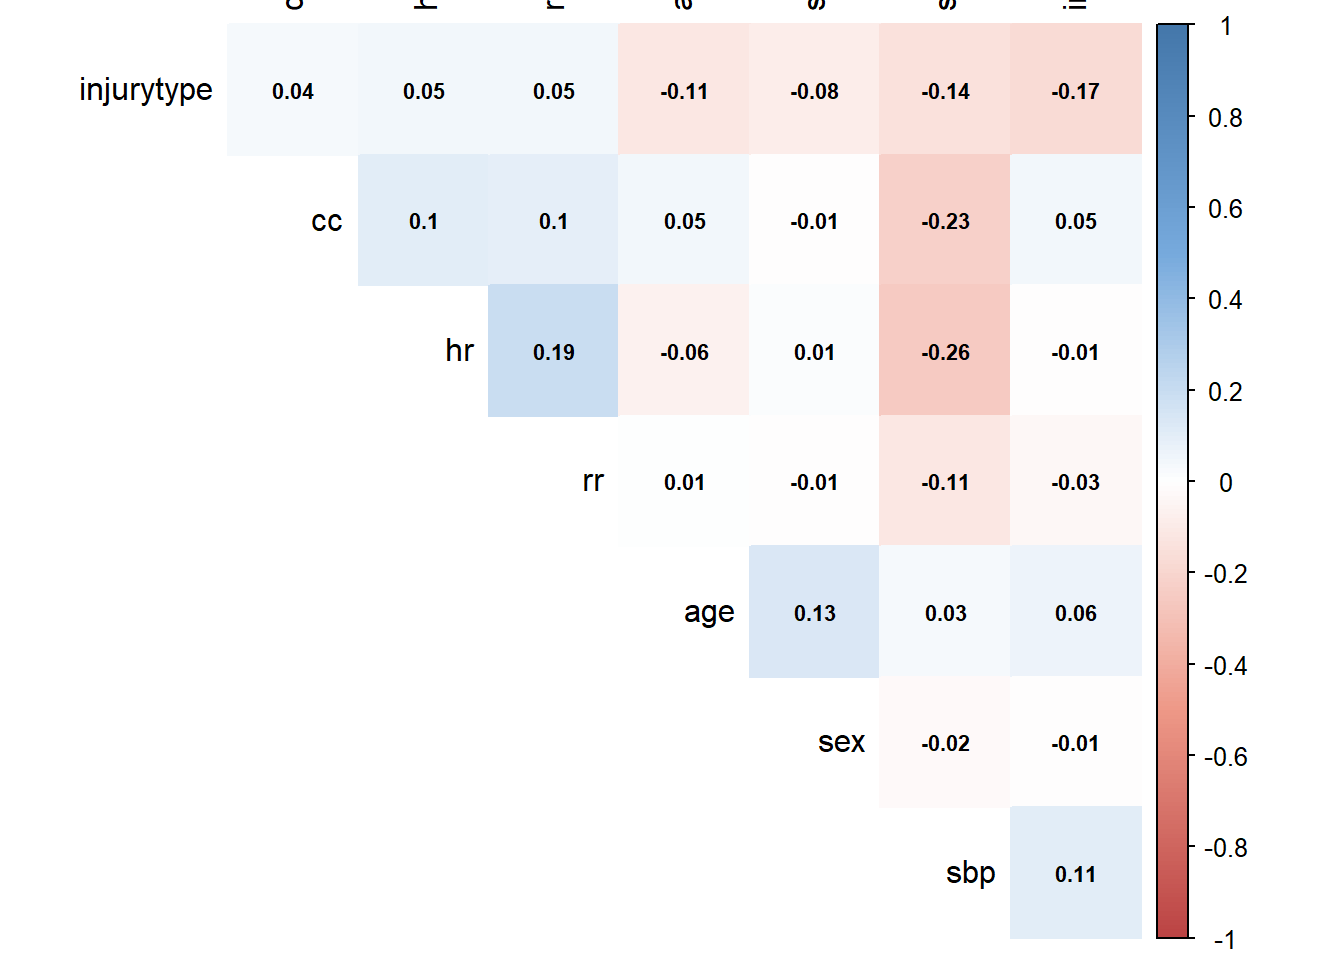 injurytype 0.04 0.05 0.05 -0.11 -0.08 -0.14 -0.17
cc 0.1 0.1 0.05 -0.01 -0.23 0.05
hr 0.19 -0.06 0.01 -0.26 -0.01
rr 0.01 -0.01 -0.11 -0.03
age 0.13 0.03 0.06
sex -0.02 -0.01
sbp 0.11
1
0.8
0.6
0.4
0.2
0
-0.2
-0.4
-0.6
-0.8
-1